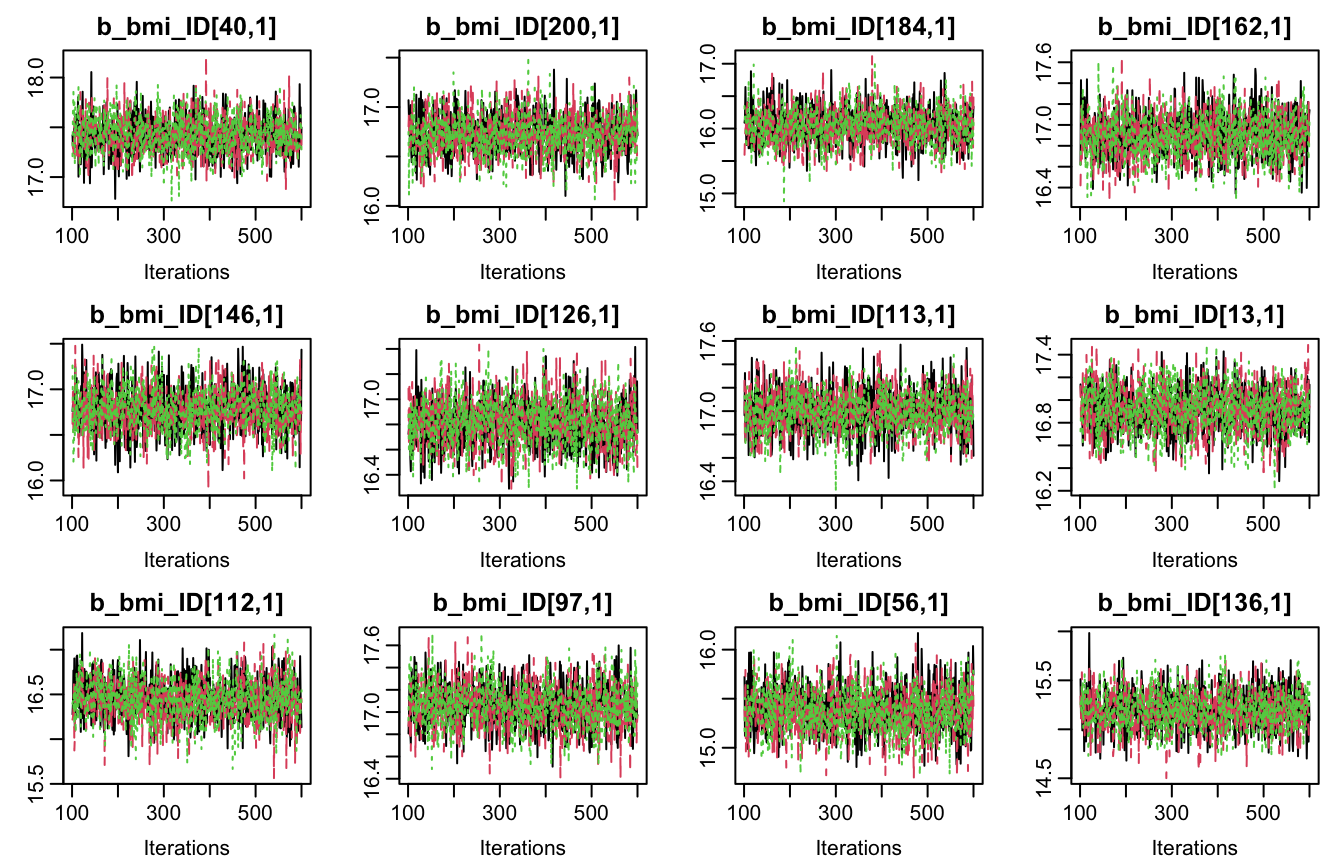 b_bmi_ID[40,1] b_bmi_ID[200,1] b_bmi_ID[184,1] b_bmi_ID[162,1]
18.0 17.0
17.0 16.0
17.0 16.0 15.0
17.6 17.0 16.4
100 300 500 100 300 500 100 300 500 100 300 500
Iterations Iterations Iterations Iterations
b_bmi_ID[146,1] b_bmi_ID[126,1] b_bmi_ID[113,1] b_bmi_ID[13,1]
17.0 16.0
17.0 16.4
17.6 17.0 16.4
17.4 16.8 16.2
100 300 500 100 300 500 100 300 500 100 300 500
Iterations Iterations Iterations Iterations
b_bmi_ID[112,1] b_bmi_ID[97,1] b_bmi_ID[56,1] b_bmi_ID[136,1]
16.5 15.5
17.6 17.0 16.4
16.0 15.0
15.5 14.5
100 300 500 100 300 500 100 300 500 100 300 500
Iterations Iterations Iterations Iterations